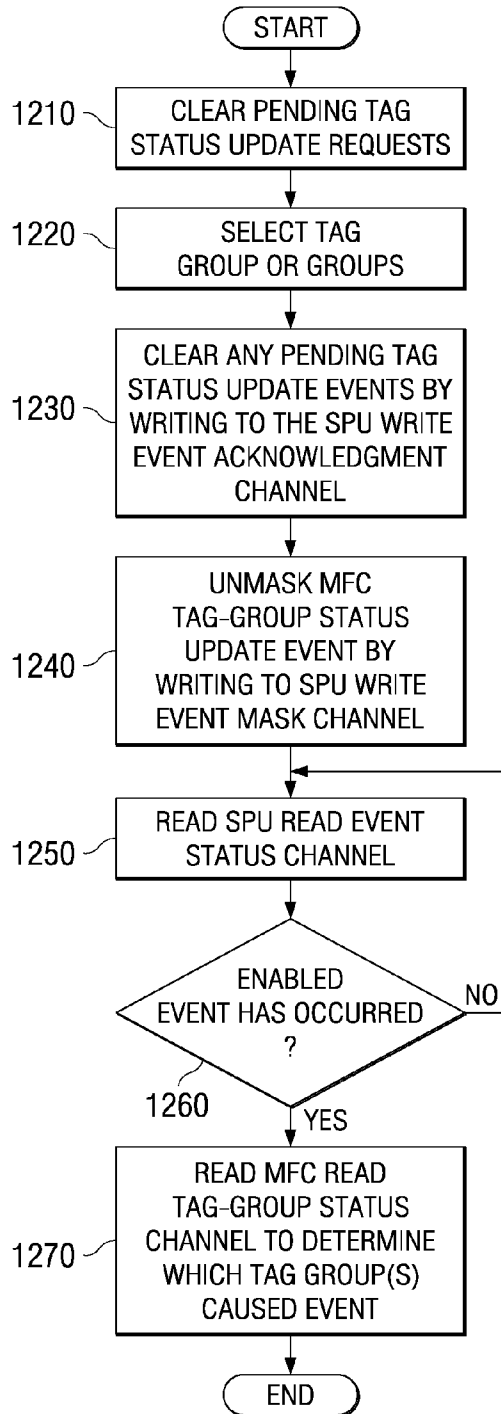 START
1210
CLEAR PENDING TAG
STATUS UPDATE REQUESTS
1220
SELECT TAG
GROUP OR GROUPS
1230
CLEAR ANY PENDING TAG
STATUS UPDATE EVENTS BY
WRITING TO THE SPU WRITE
EVENT ACKNOWLEDGMENT
CHANNEL
1240
UNMASK MFC
TAG-GROUP STATUS
UPDATE EVENT BY
WRITING TO SPU WRITE
EVENT MASK CHANNEL
1250
READ SPU READ EVENT
STATUS CHANNEL
ENABLED
EVENT HAS OCCURRED
?
NO
1260
YES
1270
READ MFC READ
TAG-GROUP STATUS
CHANNEL TO DETERMINE
WHICH TAG GROUP(S)
CAUSED EVENT
END